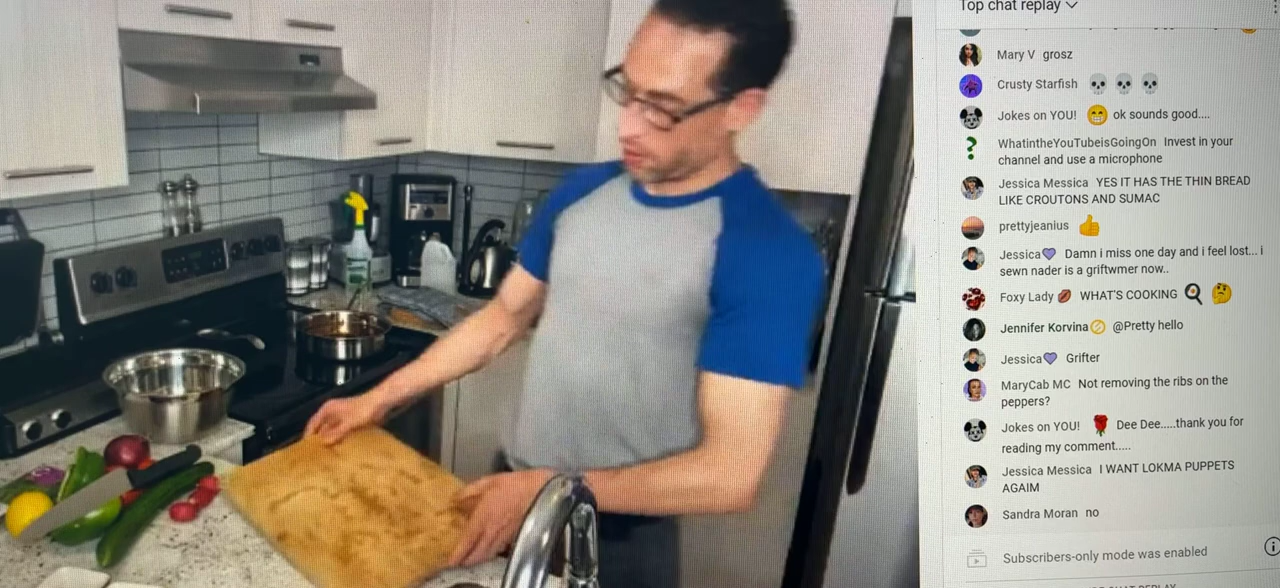 Top chat replay
Mary V grosz
Crusty Starfish 💀 💀 💀
Jokes on YOU! 😁 ok sounds good....
WhatintheYouTubeisGoingOn Invest in your
channel and use a microphone
Jessica Messica YES IT HAS THE THIN BREAD
LIKE CROUTONS AND SUMAC
prettyjeanius 👍
Jessica💜 Damn i miss one day and i feel lost... i
sewn nader is a griftwmer now..
Foxy Lady 💋 WHAT'S COOKING 🍳 🤔
Jennifer Korvina @Pretty hello
Jessica💜 Grifter
MaryCab MC Not removing the ribs on the
peppers?
Jokes on YOU! 🌹 Dee Dee.....thank you for
reading my comment.....
Jessica Messica I WANT LOKMA PUPPETS
AGAIM
Sandra Moran no
Subscribers-only mode was enabled